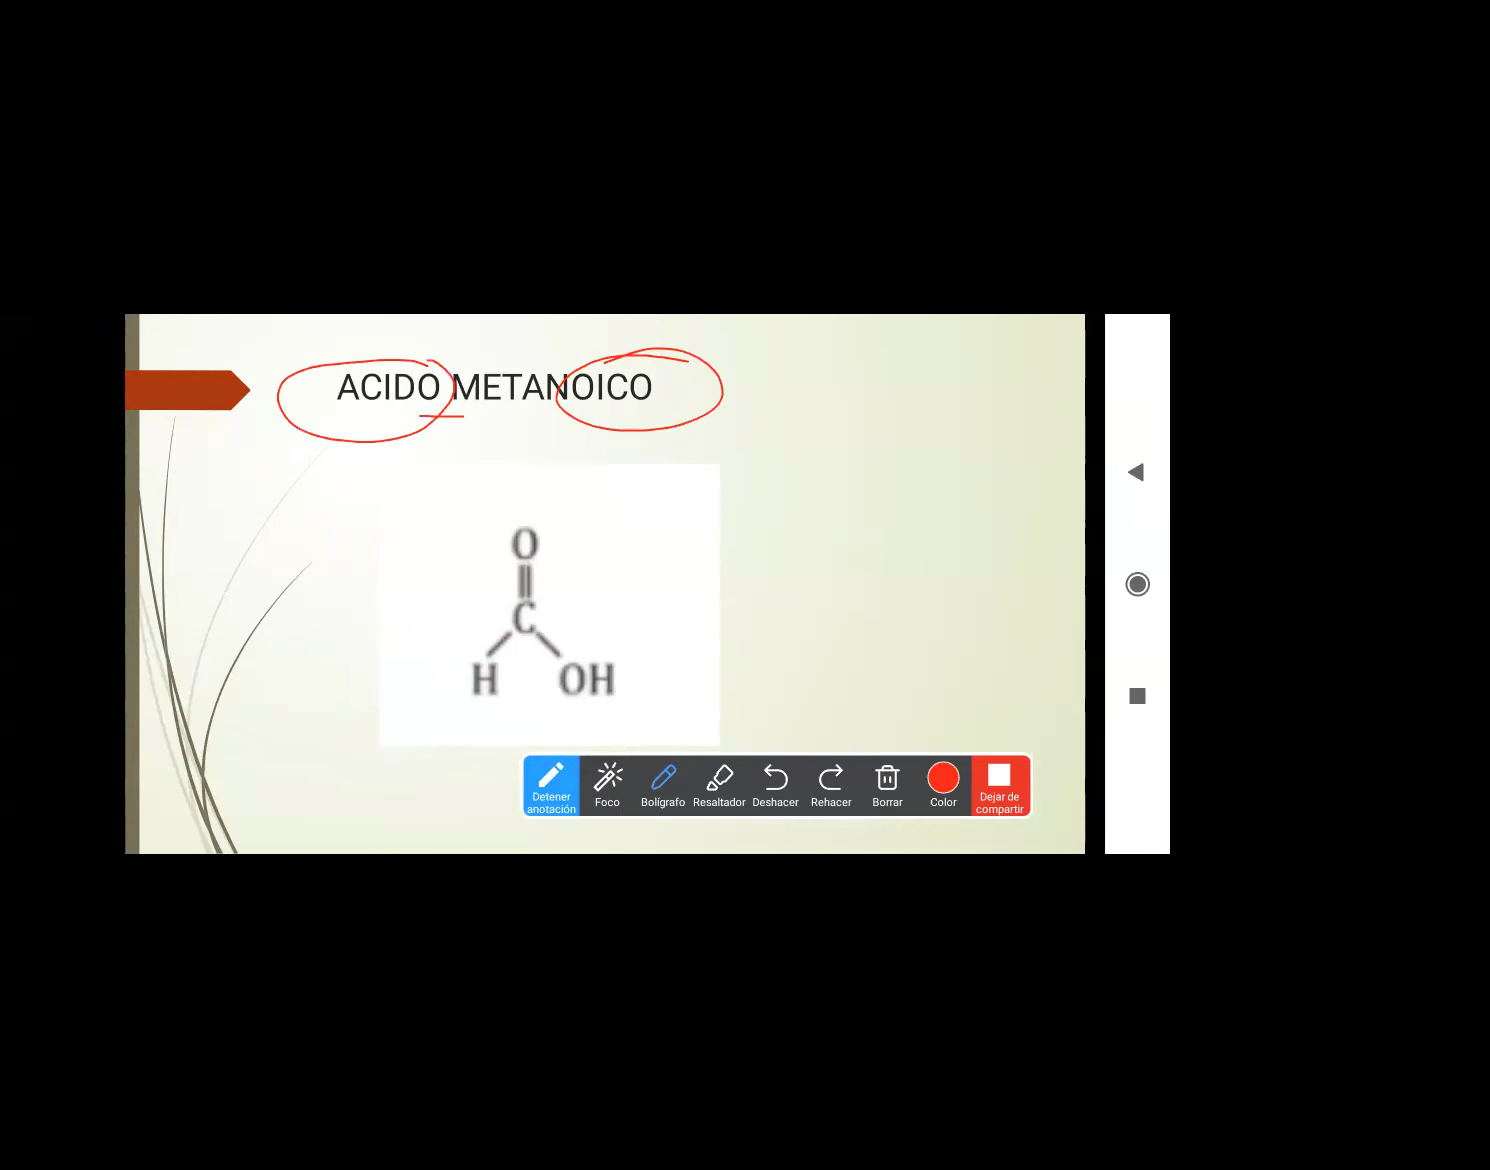 ACIDO METANOICO
O
C
H OH
Detener anotación Foco Bolígrafo Resaltador Deshacer Rehacer Borrar Color Dejar de compartir